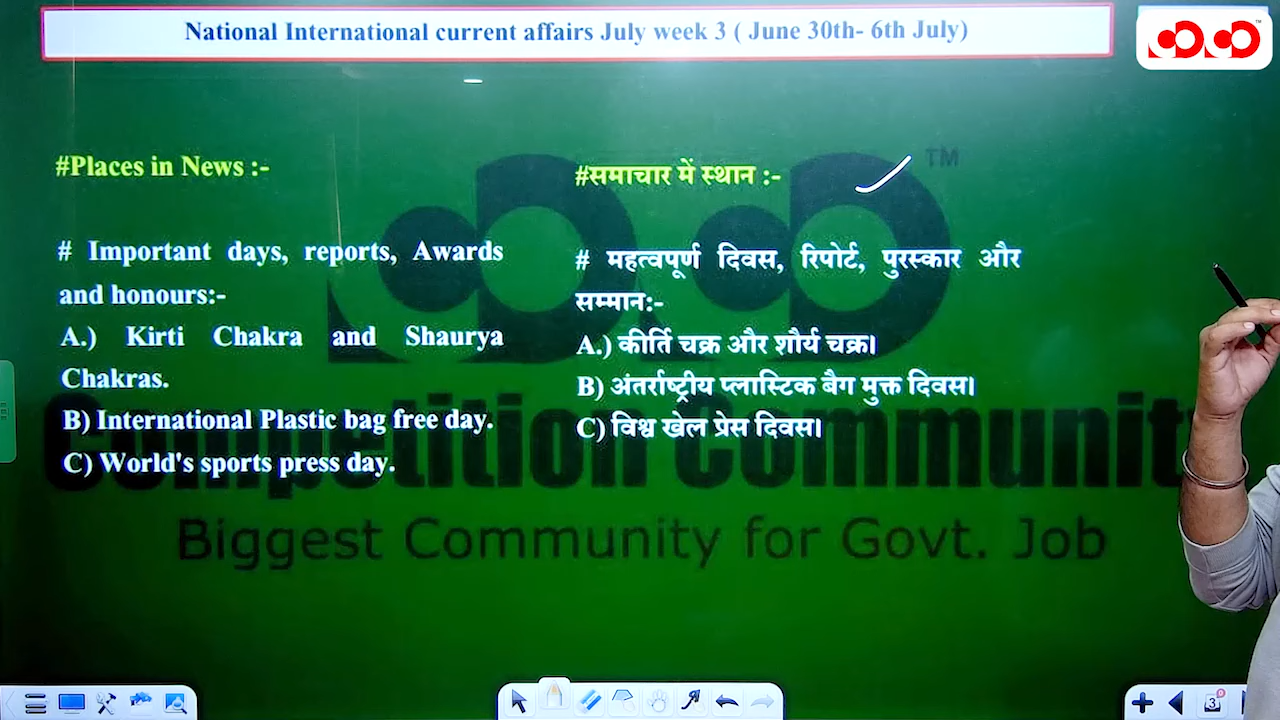 National International current affairs July week 3 ( June 30th- 6th July)
#Places in News :-
# Important days, reports, Awards
and honours:-
A.) Kirti Chakra and Shaurya
Chakras.
B) International Plastic bag free day.
C) World's sports press day.
#समाचार में स्थान :-
# महत्वपूर्ण दिवस, रिपोर्ट, पुरस्कार और
सम्मान:-
A.) कीर्ति चक्र और शौर्य चक्र।
B) अंतर्राष्ट्रीय प्लास्टिक बैग मुक्त दिवस।
C) विश्व खेल प्रेस दिवस।
TM
Competition Community
Biggest Community for Govt. Job
3